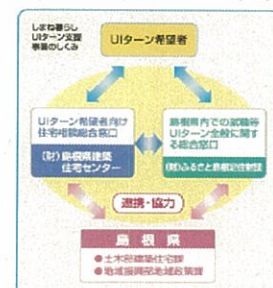 しまね暮らし
UIターン支援
事業のしくみ
UIターン希望者
UIターン希望者向け
住宅相談総合窓口
(財)島根県建築
住宅センター
島根県内での就職等
UIターン全般に関する
総合窓口
(財)ふるさと島根定住財団
連携・協力
島根県
●土木部建築住宅課
●地域振興部地域政策課